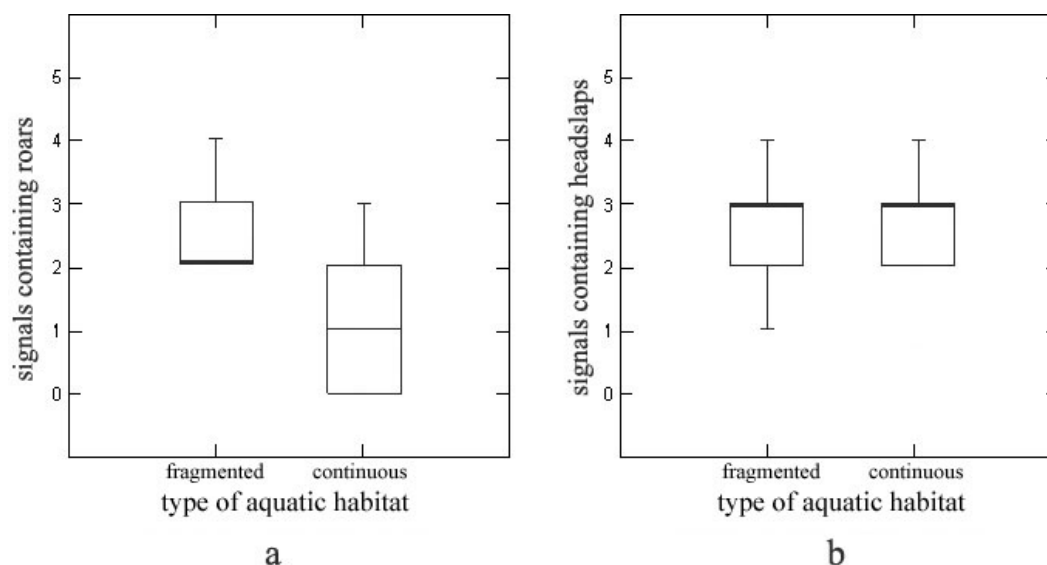 signals containing roars
5
4
3
2
1
0
fragmented
continuous
type of aquatic habitat
a
signals containing headslaps
5
4
3
2
1
0
fragmented
continuous
type of aquatic habitat
b